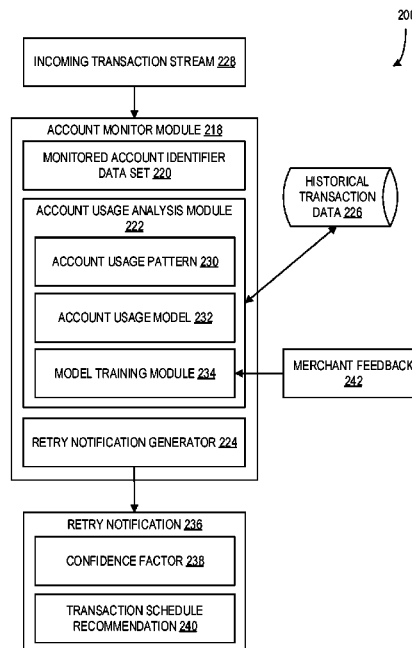 200
INCOMING TRANSACTION STREAM 228
ACCOUNT MONITOR MODULE 218
MONITORED ACCOUNT IDENTIFIER
DATA SET 220
ACCOUNT USAGE ANALYSIS MODULE
222
ACCOUNT USAGE PATTERN 230
ACCOUNT USAGE MODEL 232
MODEL TRAINING MODULE 234
RETRY NOTIFICATION GENERATOR 224
HISTORICAL
TRANSACTION
DATA 226
MERCHANT FEEDBACK
242
RETRY NOTIFICATION 236
CONFIDENCE FACTOR 238
TRANSACTION SCHEDULE
RECOMMENDATION 240